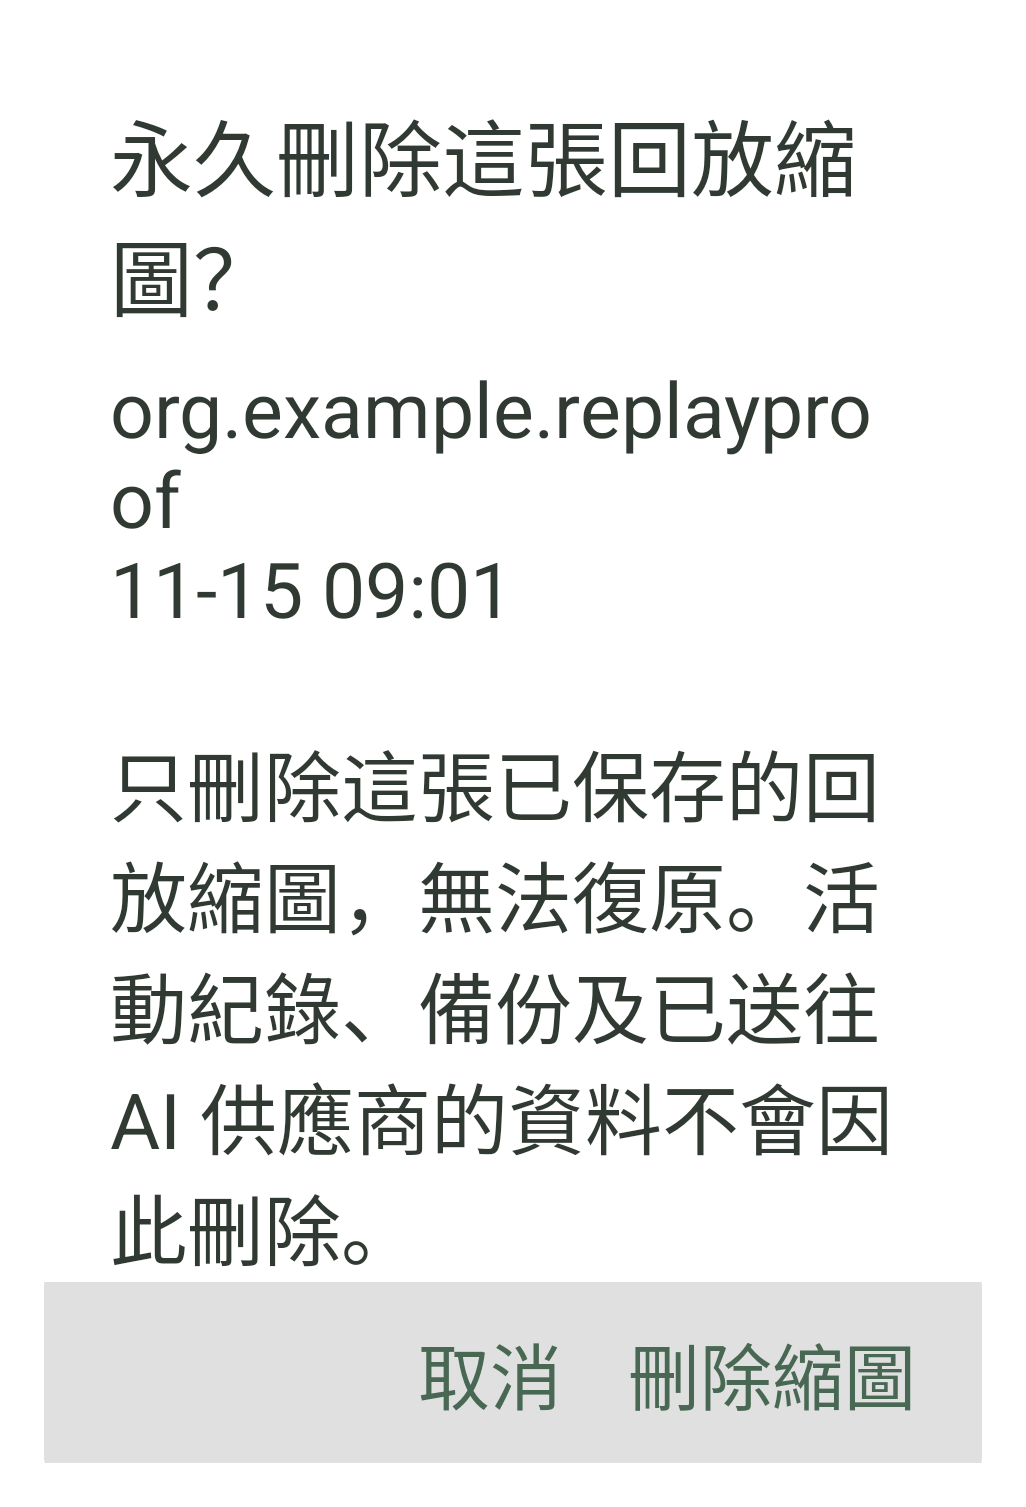 永久刪除這張回放縮
圖?
org.example.replaypro
of
11-15 09:01
只刪除這張已保存的回
放縮圖，無法復原。活
動紀錄、備份及已送往
AI 供應商的資料不會因
此刪除。
取消 刪除縮圖